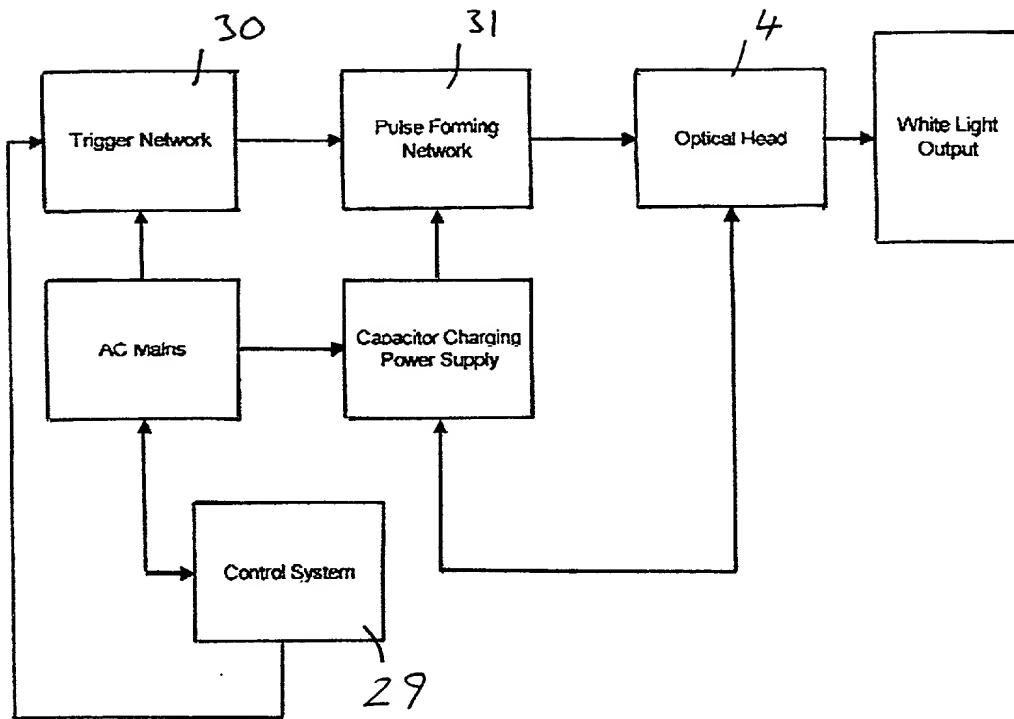 30
31
4
Trigger Network
Pulse Forming
Network
Optical Head
White Light
Output
AC Mains
Capacitor Charging
Power Supply
Control System
29